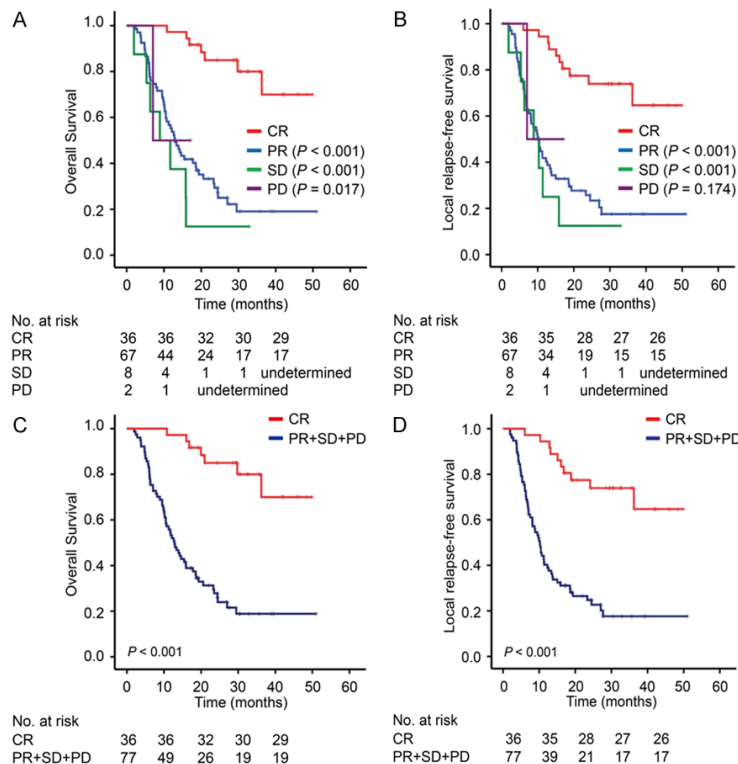 A
Overall Survival
1.0
0.8
0.6
0.4
0.2
0.0
CR
PR (P < 0.001)
SD (P < 0.001)
PD (P = 0.017)
0 10 20 30 40 50 60
Time (months)
No. at risk
CR 36 36 32 30 29
PR 67 44 24 17 17
SD 8 4 1 1 undetermined
PD 2 1 undetermined
B
Local relapse-free survival
1.0
0.8
0.6
0.4
0.2
0.0
CR
PR (P < 0.001)
SD (P < 0.001)
PD (P = 0.174)
0 10 20 30 40 50 60
Time (months)
No. at risk
CR 36 35 28 27 26
PR 67 34 19 15 15
SD 8 4 1 1 undetermined
PD 2 1 undetermined
C
Overall Survival
1.0
0.8
0.6
0.4
0.2
0.0
CR
PR+SD+PD
P < 0.001
0 10 20 30 40 50 60
Time (months)
No. at risk
CR 36 36 32 30 29
PR+SD+PD 77 49 26 19 19
D
Local relapse-free survival
1.0
0.8
0.6
0.4
0.2
0.0
CR
PR+SD+PD
P < 0.001
0 10 20 30 40 50 60
Time (months)
No. at risk
CR 36 35 28 27 26
PR+SD+PD 77 39 21 17 17